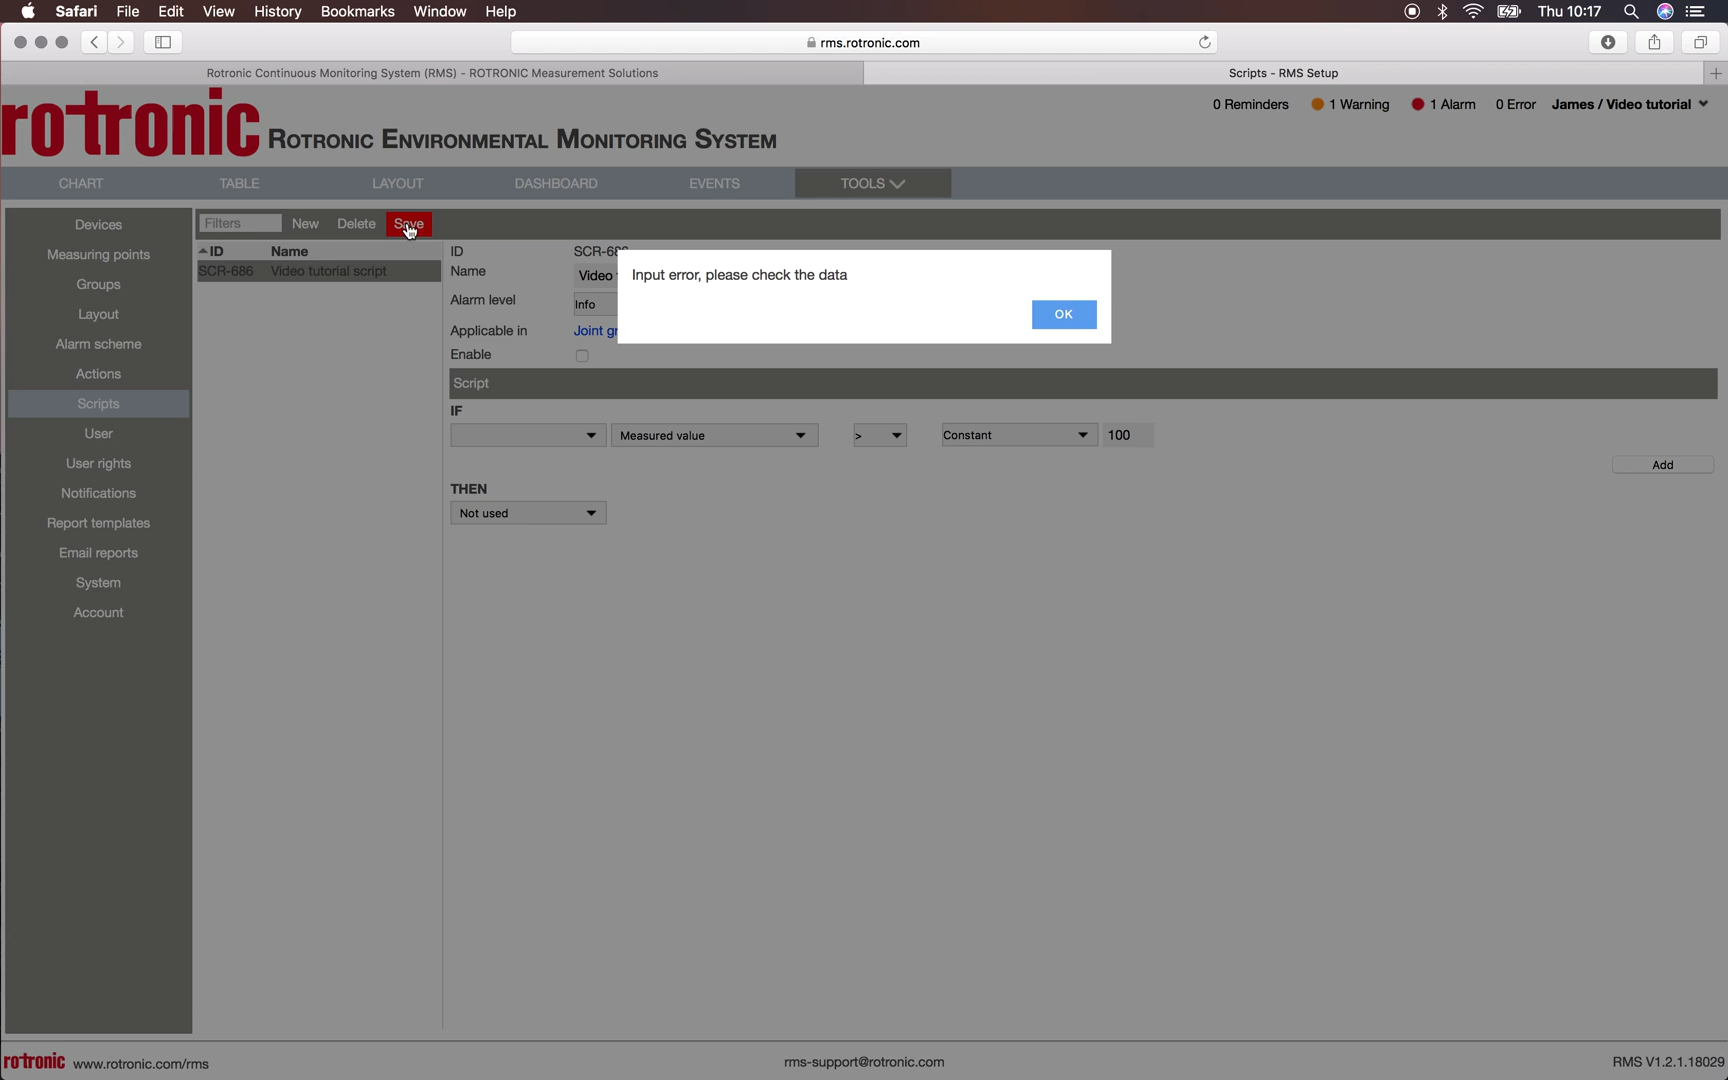 Safari File Edit View History Bookmarks Window Help Thu 10:17
rms.rotronic.com
Rotronic Continuous Monitoring System (RMS) - ROTRONIC Measurement Solutions Scripts - RMS Setup
rotronic ROTRONIC ENVIRONMENTAL MONITORING SYSTEM
0 Reminders 1 Warning 1 Alarm 0 Error James / Video tutorial
CHART TABLE LAYOUT DASHBOARD EVENTS TOOLS
Devices
Measuring points
Groups
Layout
Alarm scheme
Actions
Scripts
User
User rights
Notifications
Report templates
Email reports
System
Account
Filters New Delete Save
ID Name
SCR-686 Video tutorial script
ID
Name Video
Alarm level Info
Applicable in Joint
Enable
Input error, please check the data
OK
Script
IF
Measured value > Constant 100
Add
THEN
Not used
rotronic www.rotronic.com/rms rms-support@rotronic.com RMS V1.2.1.18029